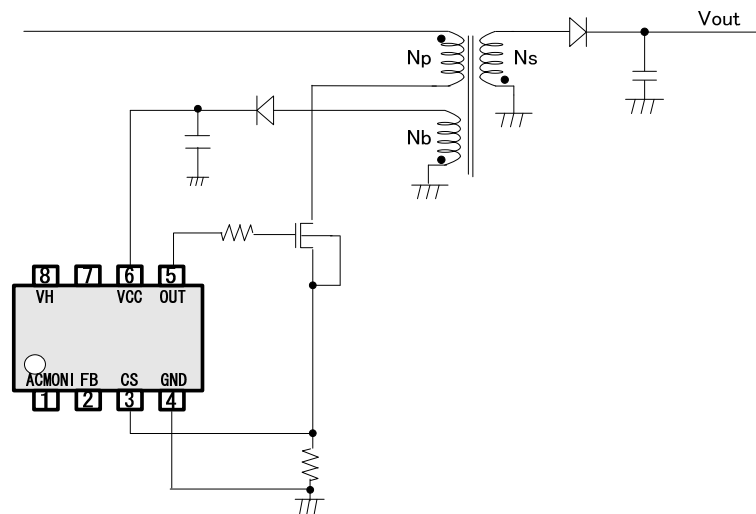 Vout
Np
Ns
Nb
8 7 6 5
VH VCC OUT
ACMONI FB CS GND
1 2 3 4